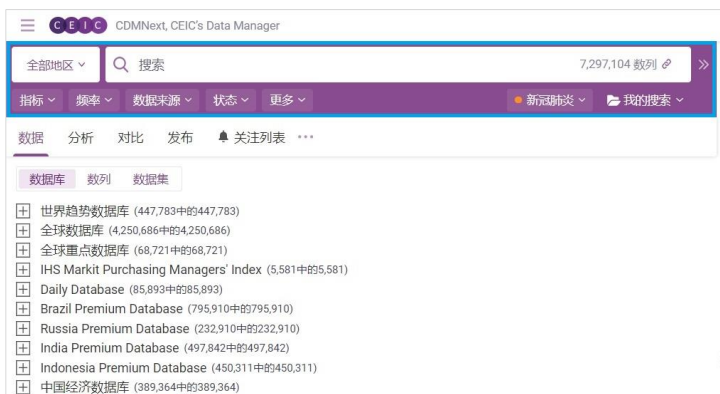 CEIC CDMNext, CEIC's Data Manager
全部地区 搜索 7,297,104 数列
指标 频率 数据来源 状态 更多 新冠肺炎 我的搜索
数据 分析 对比 发布 关注列表
数据库 数列 数据集
世界趋势数据库 (447,783中的447,783)
全球数据库 (4,250,686中的4,250,686)
全球重点数据库 (68,721中的68,721)
IHS Markit Purchasing Managers' Index (5,581中的5,581)
Daily Database (85,893中的85,893)
Brazil Premium Database (795,910中的795,910)
Russia Premium Database (232,910中的232,910)
India Premium Database (497,842中的497,842)
Indonesia Premium Database (450,311中的450,311)
中国经济数据库 (389,364中的389,364)